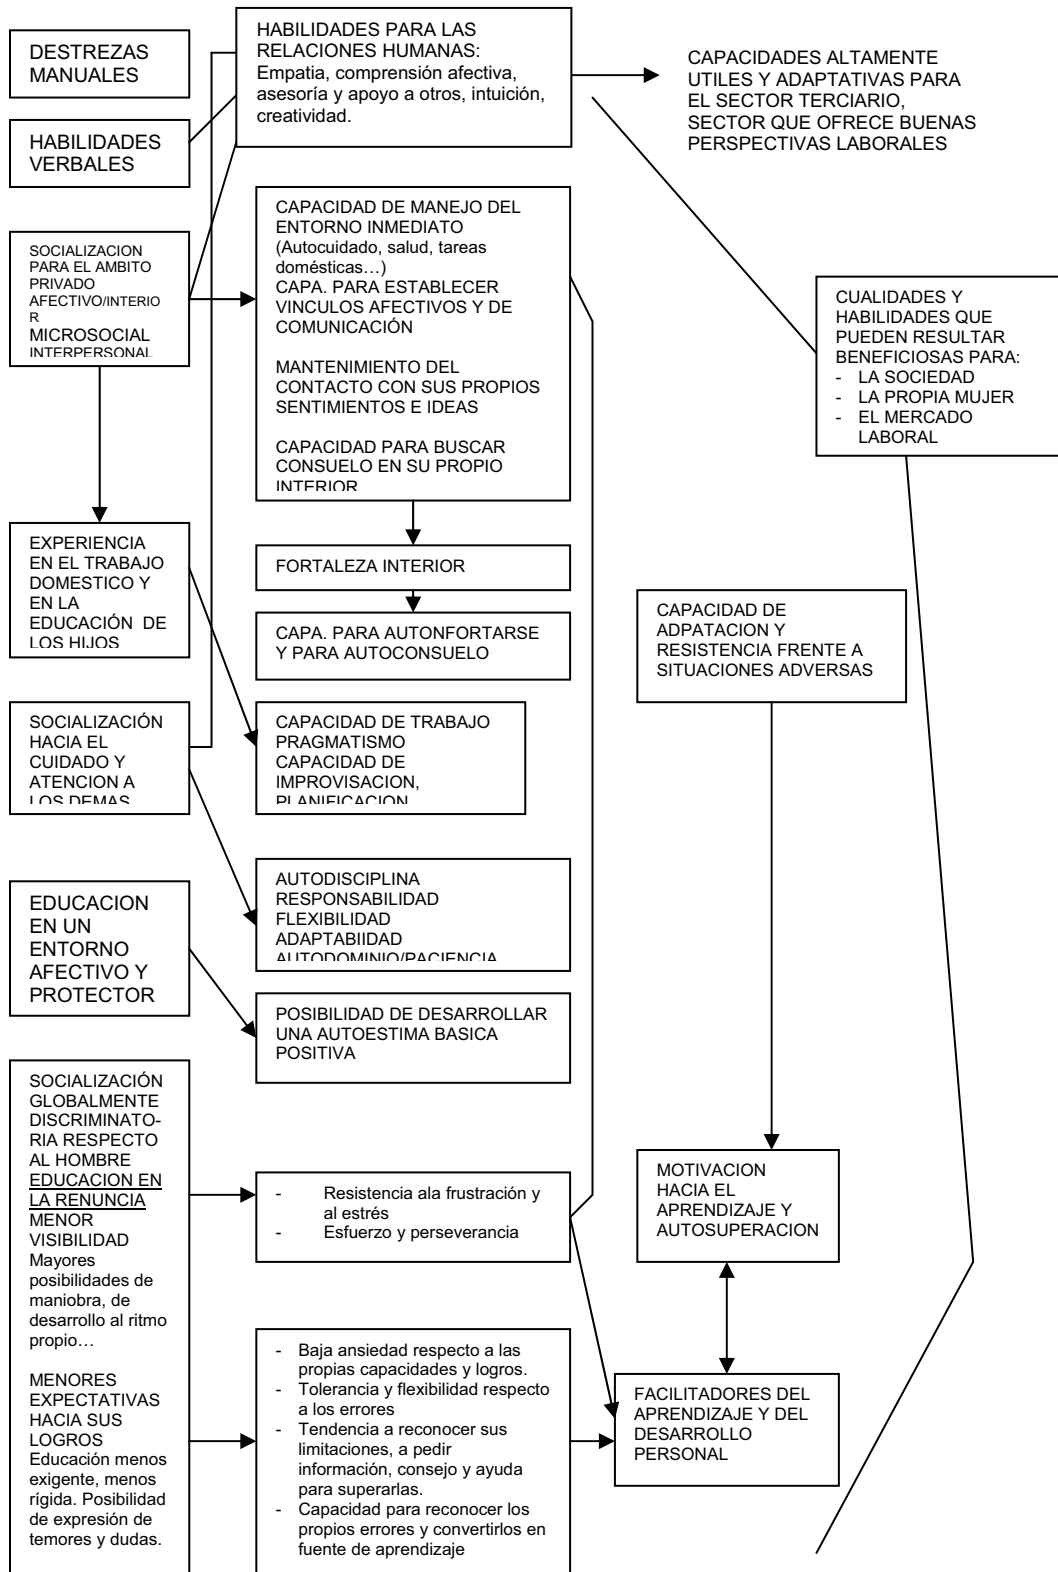 DESTREZAS
MANUALES
HABILIDADES
VERBALES
SOCIALIZACION
PARA EL AMBITO
PRIVADO
AFECTIVO/INTERIO
R
MICROSOCIAL
INTERPERSONAL
EXPERIENCIA
EN EL TRABAJO
DOMESTICO Y
EN LA
EDUCACIÓN DE
LOS HIJOS
SOCIALIZACIÓN
HACIA EL
CUIDADO Y
ATENCION A
LOS DEMAS
EDUCACION
EN UN
ENTORNO
AFECTIVO Y
PROTECTOR
SOCIALIZACIÓN
GLOBALMENTE
DISCRIMINATO-
RIA RESPECTO
AL HOMBRE
EDUCACION EN
LA RENUNCIA
MENOR
VISIBILIDAD
Mayores
posibilidades de
maniobra, de
desarrollo al ritmo
propio…
MENORES
EXPECTATIVAS
HACIA SUS
LOGROS
Educación menos
exigente, menos
rígida. Posibilidad
de expresión de
temores y dudas.
HABILIDADES PARA LAS
RELACIONES HUMANAS:
Empatia, comprensión afectiva,
asesoría y apoyo a otros, intuición,
creatividad.
CAPACIDAD DE MANEJO DEL
ENTORNO INMEDIATO
(Autocuidado, salud, tareas
domésticas…)
CAPA. PARA ESTABLECER
VINCULOS AFECTIVOS Y DE
COMUNICACIÓN
MANTENIMIENTO DEL
CONTACTO CON SUS PROPIOS
SENTIMIENTOS E IDEAS
CAPACIDAD PARA BUSCAR
CONSUELO EN SU PROPIO
INTERIOR
FORTALEZA INTERIOR
CAPA. PARA AUTONFORTARSE
Y PARA AUTOCONSUELO
CAPACIDAD DE TRABAJO
PRAGMATISMO
CAPACIDAD DE
IMPROVISACION,
PLANIFICACION
AUTODISCIPLINA
RESPONSABILIDAD
FLEXIBILIDAD
ADAPTABIIDAD
AUTODOMINIO/PACIENCIA
POSIBILIDAD DE DESARROLLAR
UNA AUTOESTIMA BASICA
POSITIVA
- Resistencia ala frustración y
al estrés
- Esfuerzo y perseverancia
- Baja ansiedad respecto a las
propias capacidades y logros.
- Tolerancia y flexibilidad respecto
a los errores
- Tendencia a reconocer sus
limitaciones, a pedir
información, consejo y ayuda
para superarlas.
- Capacidad para reconocer los
propios errores y convertirlos en
fuente de aprendizaje
CAPACIDADES ALTAMENTE
UTILES Y ADAPTATIVAS PARA
EL SECTOR TERCIARIO,
SECTOR QUE OFRECE BUENAS
PERSPECTIVAS LABORALES
CUALIDADES Y
HABILIDADES QUE
PUEDEN RESULTAR
BENEFICIOSAS PARA:
- LA SOCIEDAD
- LA PROPIA MUJER
- EL MERCADO
LABORAL
CAPACIDAD DE
ADPATACION Y
RESISTENCIA FRENTE A
SITUACIONES ADVERSAS
MOTIVACION
HACIA EL
APRENDIZAJE Y
AUTOSUPERACION
FACILITADORES DEL
APRENDIZAJE Y DEL
DESARROLLO
PERSONAL